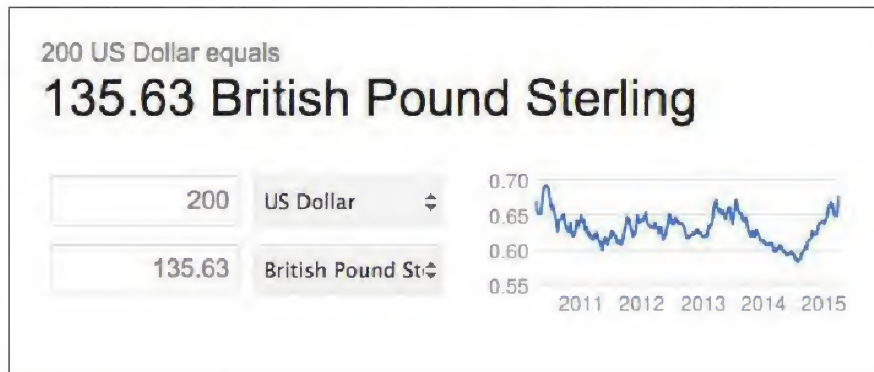 200 US Dollar equals
135.63 British Pound Sterling
200 US Dollar
135.63 British Pound St
0.70
0.65
0.60
0.55
2011 2012 2013 2014 2015